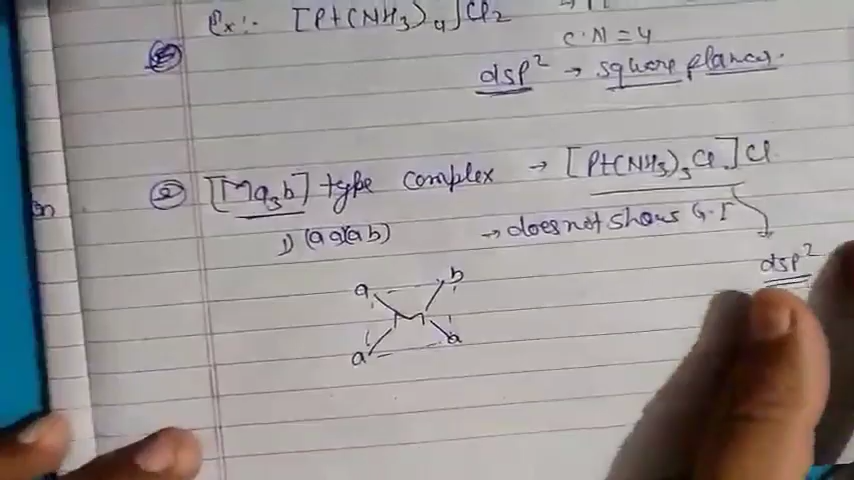 Ex:- [Pt(NH3)4]Cl2
C·N = 4
dsp² → square planar.
② [Ma3b] type complex → [Pt(NH3)3Cl]Cl
1) (aa)(ab) → does not shows G.I
dsp²
a b
M
a a